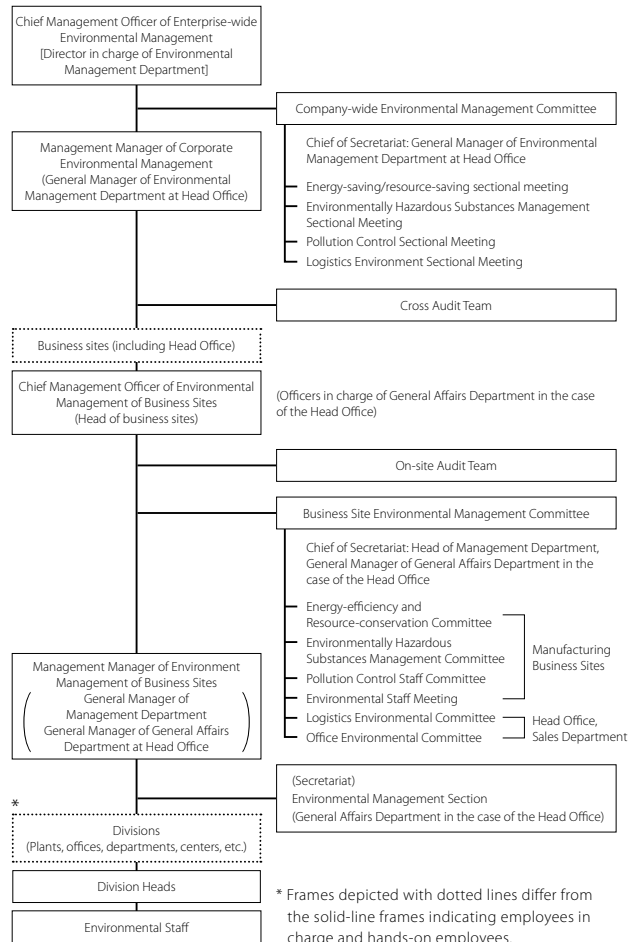 Chief Management Officer of Enterprise-wide
Environmental Management
[Director in charge of Environmental
Management Department]
Company-wide Environmental Management Committee
Management Manager of Corporate
Environmental Management
(General Manager of Environmental
Management Department at Head Office)
Chief of Secretariat: General Manager of Environmental
Management Department at Head Office
Energy-saving/resource-saving sectional meeting
Environmentally Hazardous Substances Management
Sectional Meeting
Pollution Control Sectional Meeting
Logistics Environment Sectional Meeting
Cross Audit Team
Business sites (including Head Office)
Chief Management Officer of Environmental
Management of Business Sites
(Head of business sites)
(Officers in charge of General Affairs Department in the case
of the Head Office)
On-site Audit Team
Business Site Environmental Management Committee
Chief of Secretariat: Head of Management Department,
General Manager of General Affairs Department in the
case of the Head Office
Energy-efficiency and
Resource-conservation Committee
Environmentally Hazardous
Substances Management Committee
Pollution Control Staff Committee
Environmental Staff Meeting
Manufacturing
Business Sites
Logistics Environmental Committee
Office Environmental Committee
Head Office,
Sales Department
Management Manager of Environment
Management of Business Sites
General Manager of
Management Department
General Manager of General Affairs
Department at Head Office
(Secretariat)
Environmental Management Section
(General Affairs Department in the case of the Head Office)
*
Divisions
(Plants, offices, departments, centers, etc.)
Division Heads
Environmental Staff
* Frames depicted with dotted lines differ from
the solid-line frames indicating employees in
charge and hands-on employees.